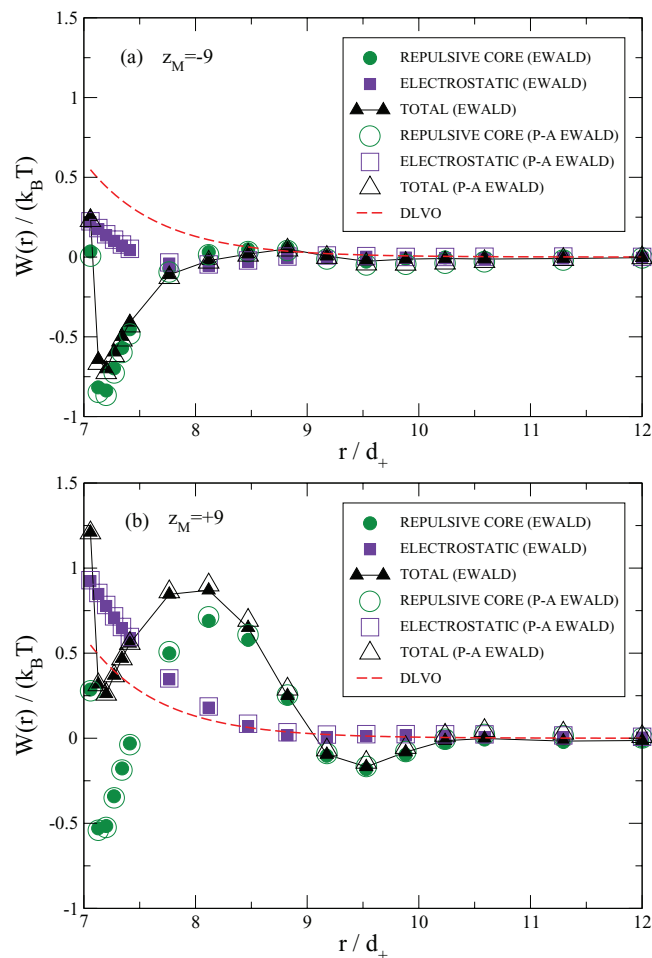 1.5
(a)
z_M=-9
REPULSIVE CORE (EWALD)
ELECTROSTATIC (EWALD)
TOTAL (EWALD)
REPULSIVE CORE (P-A EWALD)
ELECTROSTATIC (P-A EWALD)
TOTAL (P-A EWALD)
DLVO
1
0.5
0
-0.5
-1
W(r) / (k_BT)
7 8 9 10 11 12
r / d_+
1.5
(b)
z_M=+9
REPULSIVE CORE (EWALD)
ELECTROSTATIC (EWALD)
TOTAL (EWALD)
REPULSIVE CORE (P-A EWALD)
ELECTROSTATIC (P-A EWALD)
TOTAL (P-A EWALD)
DLVO
1
0.5
0
-0.5
-1
W(r) / (k_BT)
7 8 9 10 11 12
r / d_+